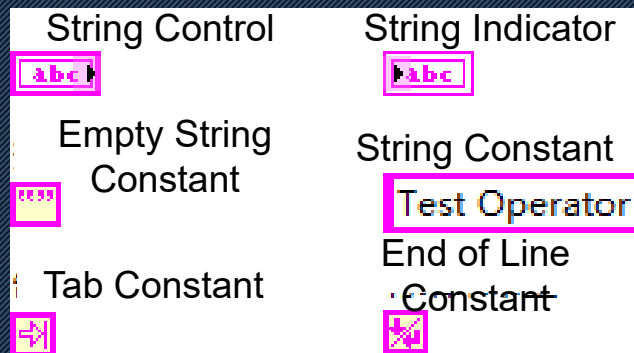 String Control
String Indicator
abc
abc
Empty String
Constant
String Constant
""
Test Operator
Tab Constant
End of Line
Constant